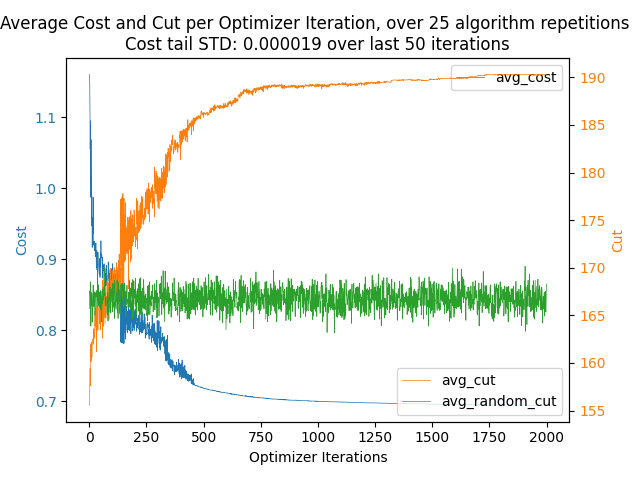 Average Cost and Cut per Optimizer Iteration, over 25 algorithm repetitions
Cost tail STD: 0.000019 over last 50 iterations
avg_cost
190
185
180
175
170
165
160
155
Cut
1.1
1.0
0.9
0.8
0.7
Cost
avg_cut
avg_random_cut
0
250
500
750
1000
1250
1500
1750
2000
Optimizer Iterations